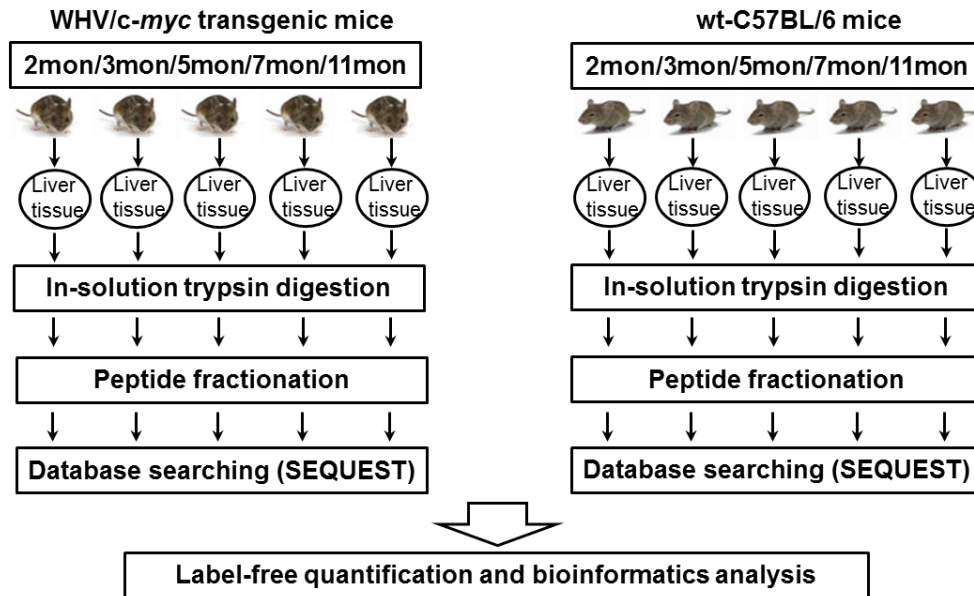 WHV/c-myc transgenic mice
2mon/3mon/5mon/7mon/11mon
Liver tissue
Liver tissue
Liver tissue
Liver tissue
Liver tissue
In-solution trypsin digestion
Peptide fractionation
Database searching (SEQUEST)
wt-C57BL/6 mice
2mon/3mon/5mon/7mon/11mon
Liver tissue
Liver tissue
Liver tissue
Liver tissue
Liver tissue
In-solution trypsin digestion
Peptide fractionation
Database searching (SEQUEST)
Label-free quantification and bioinformatics analysis